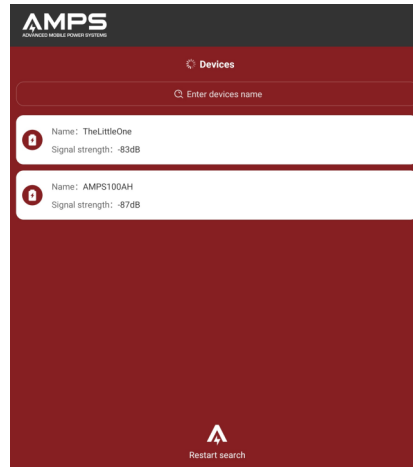 AMPS
ADVANCED MOBILE POWER SYSTEMS
Devices
Enter devices name
Name: TheLittleOne
Signal strength: -83dB
Name: AMPS100AH
Signal strength: -87dB
Restart search